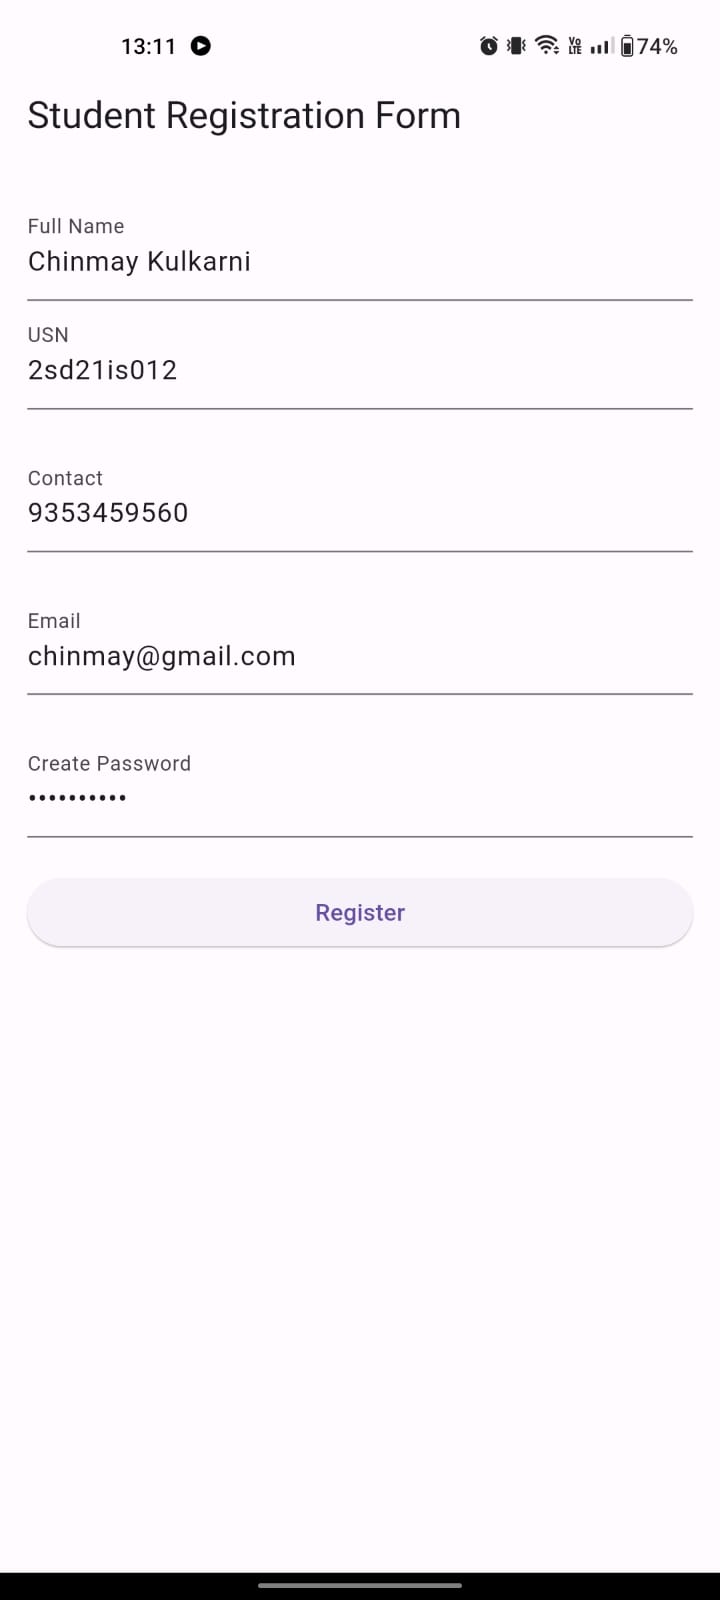 13:11 VoLTE 74%
Student Registration Form
Full Name
Chinmay Kulkarni
USN
2sd21is012
Contact
9353459560
Email
chinmay@gmail.com
Create Password
••••••••••
Register